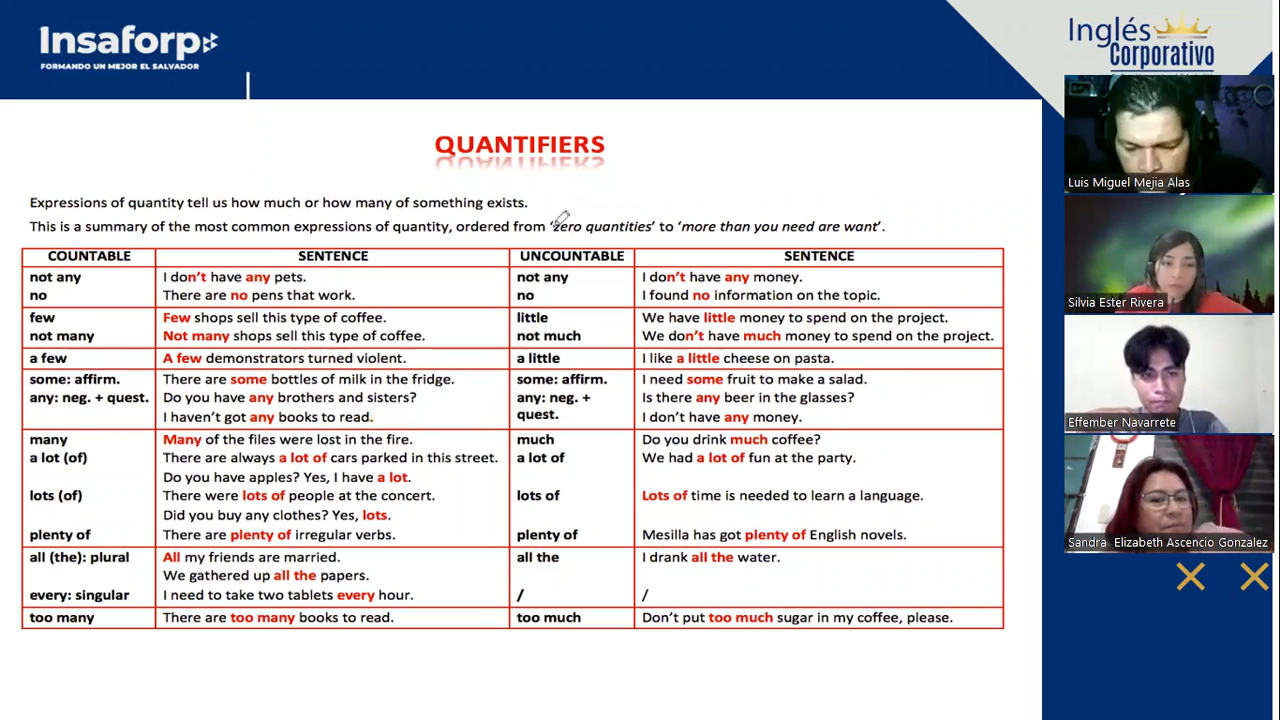 Insaforp
FORMANDO UN MEJOR EL SALVADOR
Inglés
Corporativo
QUANTIFIERS
Expressions of quantity tell us how much or how many of something exists.
This is a summary of the most common expressions of quantity, ordered from ‘zero quantities’ to ‘more than you need are want’.
COUNTABLE SENTENCE UNCOUNTABLE SENTENCE
not any I don’t have any pets. not any I don’t have any money.
no There are no pens that work. no I found no information on the topic.
few Few shops sell this type of coffee. little We have little money to spend on the project.
not many Not many shops sell this type of coffee. not much We don’t have much money to spend on the project.
a few A few demonstrators turned violent. a little I like a little cheese on pasta.
some: affirm. There are some bottles of milk in the fridge. some: affirm. I need some fruit to make a salad.
any: neg. + quest. Do you have any brothers and sisters? any: neg. + Is there any beer in the glasses?
I haven’t got any books to read. quest. I don’t have any money.
many Many of the files were lost in the fire. much Do you drink much coffee?
a lot (of) There are always a lot of cars parked in this street. a lot of We had a lot of fun at the party.
Do you have apples? Yes, I have a lot.
lots (of) There were lots of people at the concert. lots of Lots of time is needed to learn a language.
Did you buy any clothes? Yes, lots.
plenty of There are plenty of irregular verbs. plenty of Mesilla has got plenty of English novels.
all (the): plural All my friends are married. all the I drank all the water.
We gathered up all the papers.
every: singular I need to take two tablets every hour. / /
too many There are too many books to read. too much Don’t put too much sugar in my coffee, please.
Luis Miguel Mejia Alas
Silvia Ester Rivera
Effember Navarrete
Sandra Elizabeth Ascencio Gonzalez